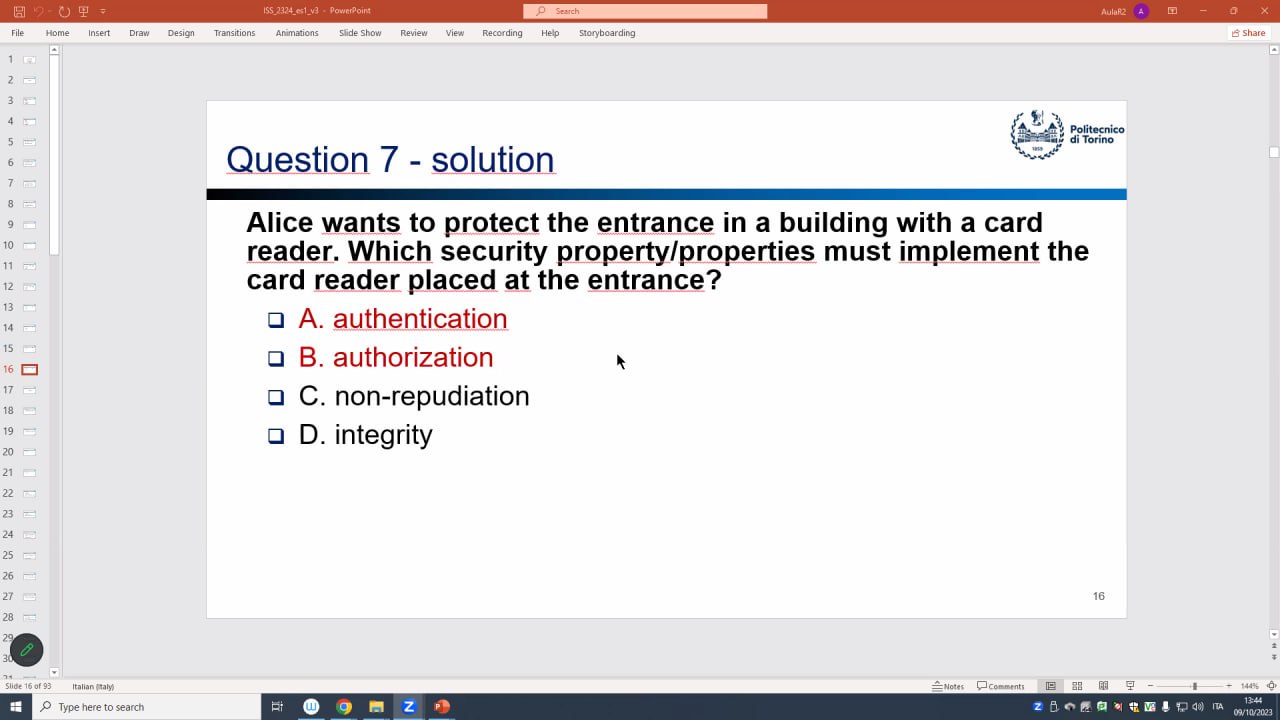 ISS_2324_es1_v3 - PowerPoint
Search
AulaR2
A
File Home Insert Draw Design Transitions Animations Slide Show Review View Recording Help Storyboarding
Share
1
2
3
4
5
6
7
8
10
11
12
13
14
15
16
17
18
19
20
21
22
23
24
25
26
27
28
29
Politecnico
di Torino
1859
Question 7 - solution
Alice wants to protect the entrance in a building with a card
reader. Which security property/properties must implement the
card reader placed at the entrance?
A. authentication
B. authorization
C. non-repudiation
D. integrity
16
Slide 16 of 93 Italian (Italy)
Notes Comments 144%
Type here to search
ITA
13:44
09/10/2023